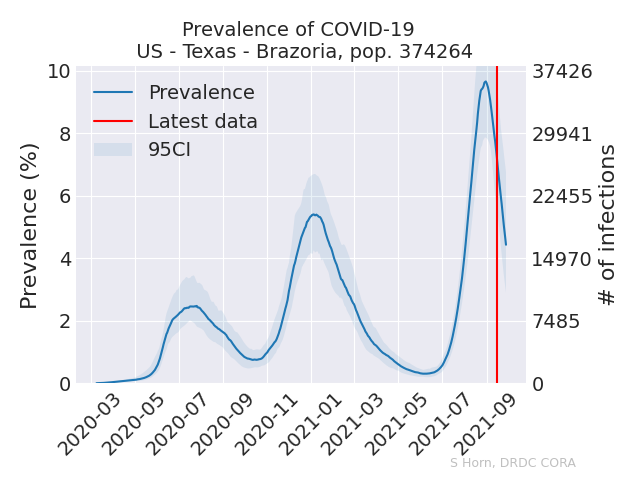 Prevalence of COVID-19
US - Texas - Brazoria, pop. 374264
Prevalence
Latest data
95CI
Prevalence (%)
10
8
6
4
2
0
37426
29941
22455
14970
7485
0
# of infections
2020-03
2020-05
2020-07
2020-09
2020-11
2021-01
2021-03
2021-05
2021-07
2021-09
S Horn, DRDC CORA